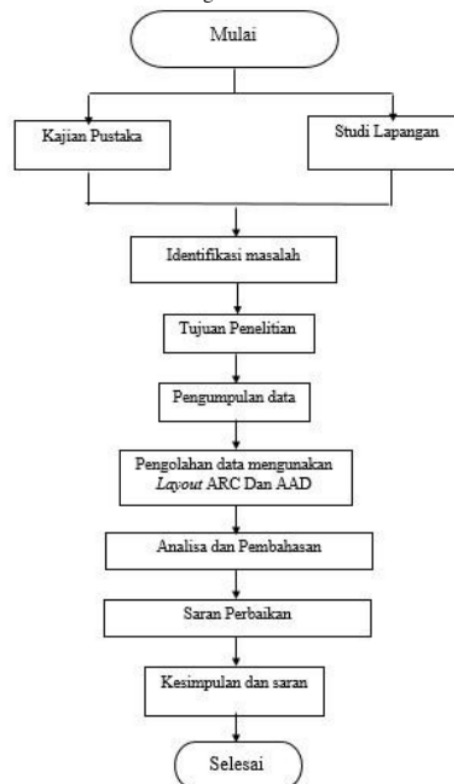 Mulai
Kajian Pustaka
Studi Lapangan
Identifikasi masalah
Tujuan Penelitian
Pengumpulan data
Pengolahan data mengunakan
Layout ARC Dan AAD
Analisa dan Pembahasan
Saran Perbaikan
Kesimpulan dan saran
Selesai